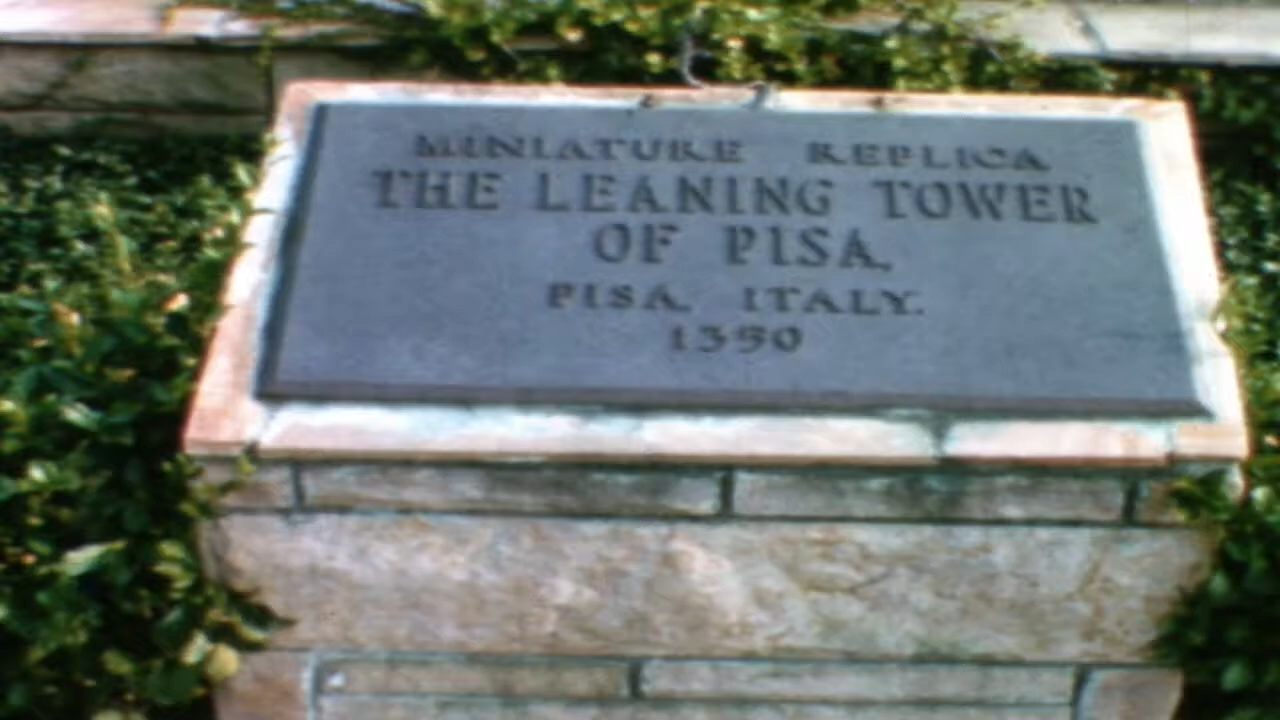 MINIATURE REPLICA
THE LEANING TOWER
OF PISA,
PISA, ITALY.
1350